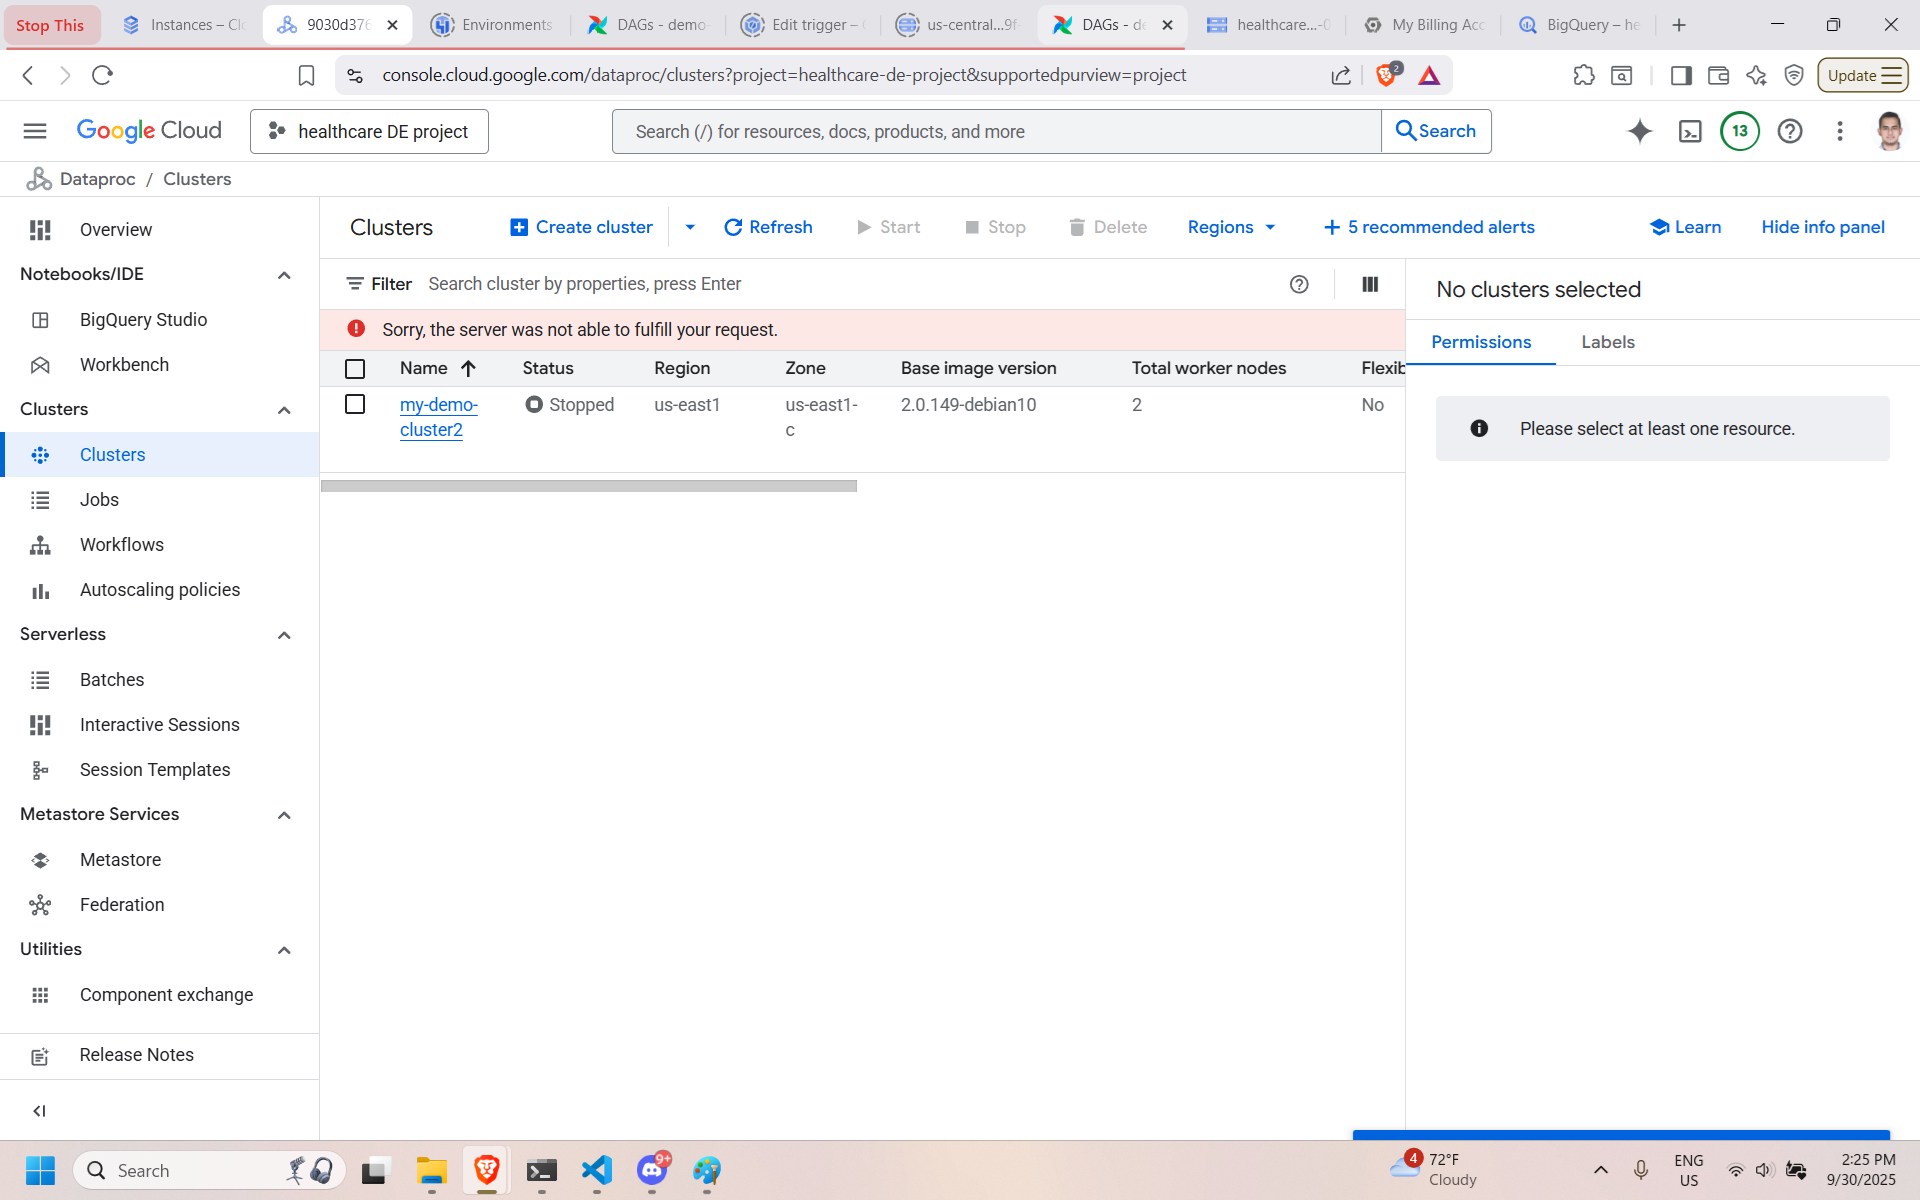 Stop This
Instances – Clo
9030d376
Environments
DAGs - demo-
Edit trigger –
us-central...9f
DAGs - de
healthcare...-0
My Billing Acc
BigQuery – he
console.cloud.google.com/dataproc/clusters?project=healthcare-de-project&supportedpurview=project
2
Update
Google Cloud
healthcare DE project
Search (/) for resources, docs, products, and more
Search
13
Dataproc / Clusters
Overview
Notebooks/IDE
BigQuery Studio
Workbench
Clusters
Clusters
Jobs
Workflows
Autoscaling policies
Serverless
Batches
Interactive Sessions
Session Templates
Metastore Services
Metastore
Federation
Utilities
Component exchange
Release Notes
Clusters
Create cluster
Refresh
Start
Stop
Delete
Regions
5 recommended alerts
Learn
Hide info panel
Filter
Search cluster by properties, press Enter
Sorry, the server was not able to fulfill your request.
Name Status Region Zone Base image version Total worker nodes Flexib
my-demo-cluster2 Stopped us-east1 us-east1-c 2.0.149-debian10 2 No
No clusters selected
Permissions
Labels
Please select at least one resource.
Search
9+
4
72°F
Cloudy
ENG
US
2:25 PM
9/30/2025